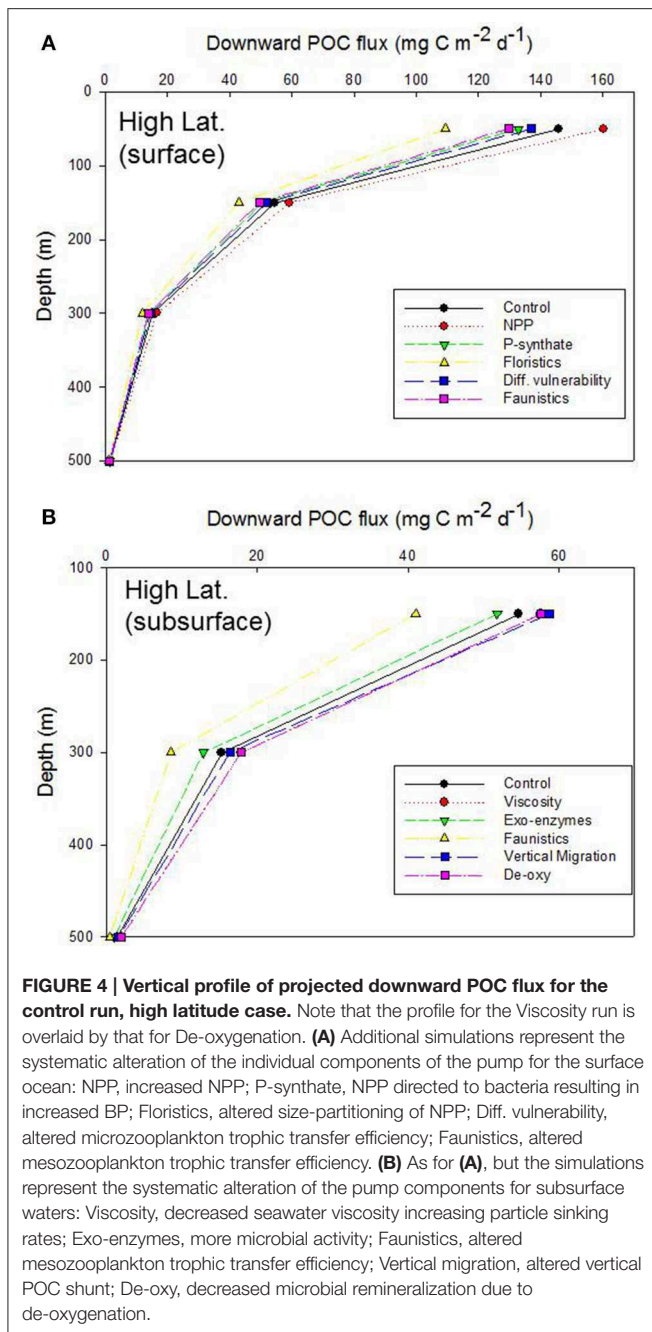 A
Downward POC flux (mg C m⁻² d⁻¹)
0 20 40 60 80 100 120 140 160
0
100
200
300
400
500
Depth (m)
High Lat.
(surface)
Control
NPP
P-synthate
Floristics
Diff. vulnerability
Faunistics
B
Downward POC flux (mg C m⁻² d⁻¹)
0 20 40 60
100
200
300
400
500
Depth (m)
High Lat.
(subsurface)
Control
Viscosity
Exo-enzymes
Faunistics
Vertical Migration
De-oxy
FIGURE 4 | Vertical profile of projected downward POC flux for the
control run, high latitude case. Note that the profile for the Viscosity run is
overlaid by that for De-oxygenation. (A) Additional simulations represent the
systematic alteration of the individual components of the pump for the surface
ocean: NPP, increased NPP; P-synthate, NPP directed to bacteria resulting in
increased BP; Floristics, altered size-partitioning of NPP; Diff. vulnerability,
altered microzooplankton trophic transfer efficiency; Faunistics, altered
mesozooplankton trophic transfer efficiency. (B) As for (A), but the simulations
represent the systematic alteration of the pump components for subsurface
waters: Viscosity, decreased seawater viscosity increasing particle sinking
rates; Exo-enzymes, more microbial activity; Faunistics, altered
mesozooplankton trophic transfer efficiency; Vertical migration, altered vertical
POC shunt; De-oxy, decreased microbial remineralization due to
de-oxygenation.